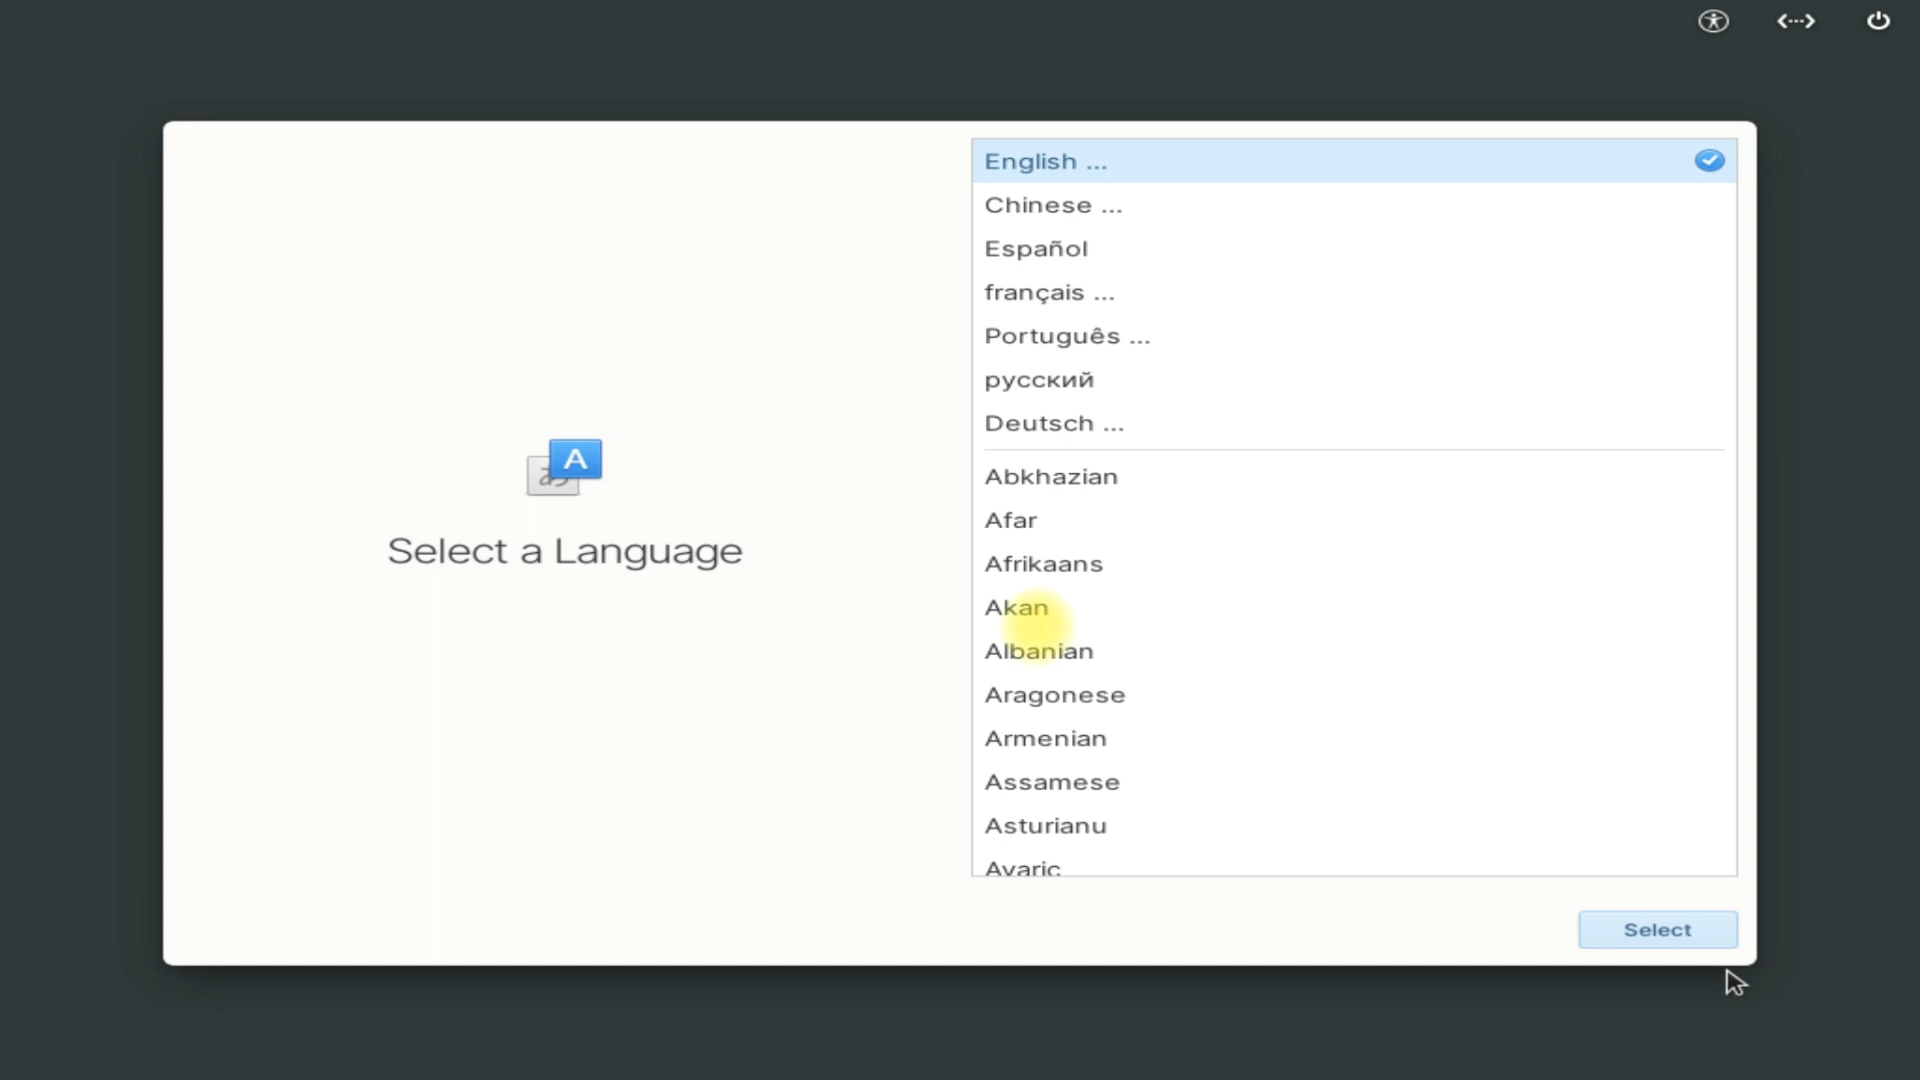 English ...
Chinese ...
Español
français ...
Português ...
русский
Deutsch ...
Abkhazian
Afar
Afrikaans
Akan
Albanian
Aragonese
Armenian
Assamese
Asturianu
Avaric
A
あ
Select a Language
Select